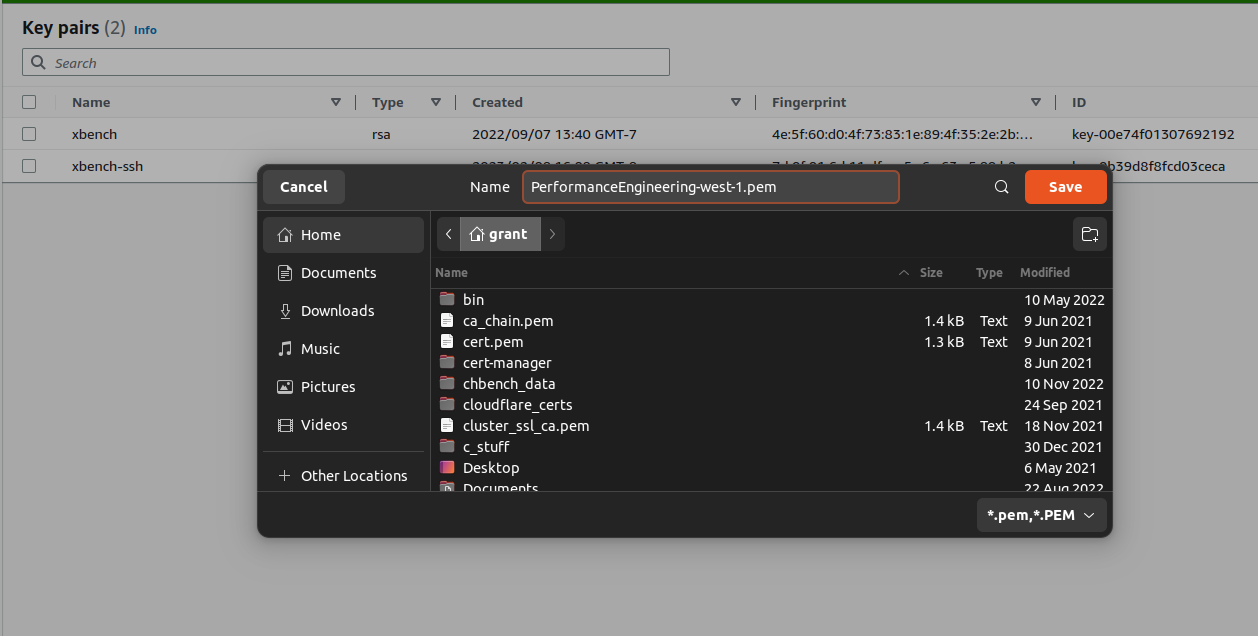 Key pairs (2) Info
Search
Name Type Created Fingerprint ID
xbench rsa 2022/09/07 13:40 GMT-7 4e:5f:60:d0:4f:73:83:1e:89:4f:35:2e:2b:... key-00e74f01307692192
xbench-ssh
Cancel Name PerformanceEngineering-west-1.pem Save
Home
Documents
Downloads
Music
Pictures
Videos
+ Other Locations
grant
Name Size Type Modified
bin 10 May 2022
ca_chain.pem 1.4 kB Text 9 Jun 2021
cert.pem 1.3 kB Text 9 Jun 2021
cert-manager 8 Jun 2021
chbench_data 10 Nov 2022
cloudflare_certs 24 Sep 2021
cluster_ssl_ca.pem 1.4 kB Text 18 Nov 2021
c_stuff 30 Dec 2021
Desktop 6 May 2021
Documents 22 Aug 2022
*.pem,*.PEM